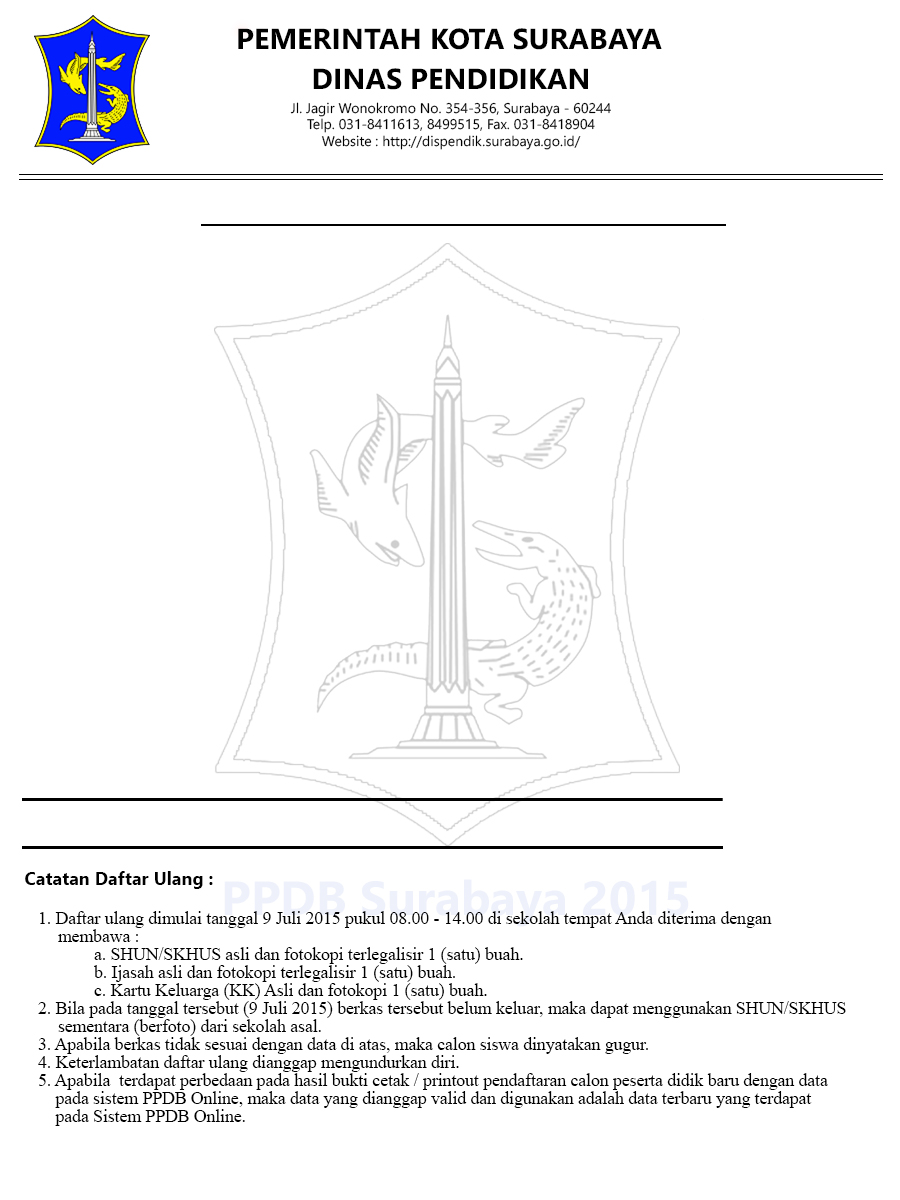 PEMERINTAH KOTA SURABAYA
DINAS PENDIDIKAN
Jl. Jagir Wonokromo No. 354-356, Surabaya - 60244
Telp. 031-8411613, 8499515, Fax. 031-8418904
Website : http://dispendik.surabaya.go.id/
Catatan Daftar Ulang :
PPDB Surabaya 2015
1. Daftar ulang dimulai tanggal 9 Juli 2015 pukul 08.00 - 14.00 di sekolah tempat Anda diterima dengan
membawa :
a. SHUN/SKHUS asli dan fotokopi terlegalisir 1 (satu) buah.
b. Ijasah asli dan fotokopi terlegalisir 1 (satu) buah.
c. Kartu Keluarga (KK) Asli dan fotokopi 1 (satu) buah.
2. Bila pada tanggal tersebut (9 Juli 2015) berkas tersebut belum keluar, maka dapat menggunakan SHUN/SKHUS
sementara (berfoto) dari sekolah asal.
3. Apabila berkas tidak sesuai dengan data di atas, maka calon siswa dinyatakan gugur.
4. Keterlambatan daftar ulang dianggap mengundurkan diri.
5. Apabila  terdapat perbedaan pada hasil bukti cetak / printout pendaftaran calon peserta didik baru dengan data
pada sistem PPDB Online, maka data yang dianggap valid dan digunakan adalah data terbaru yang terdapat
pada Sistem PPDB Online.